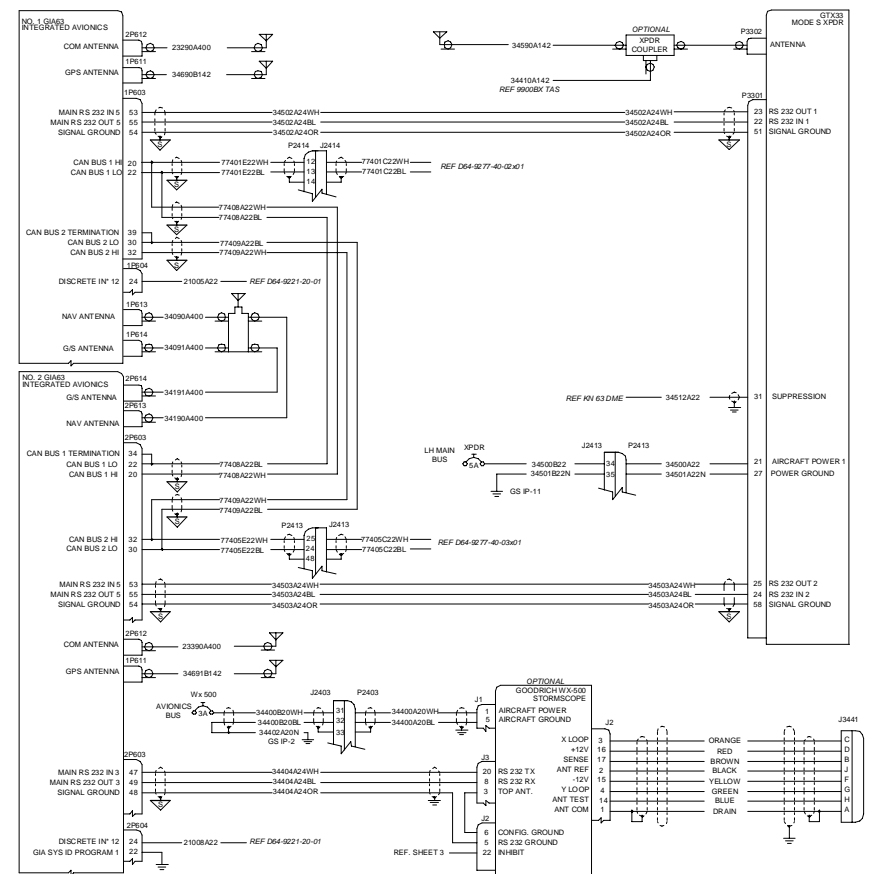 NO. 1 GIA63
INTEGRATED AVIONICS
2P612
COM ANTENNA
23290A400
1P611
GPS ANTENNA
34690B142
OPTIONAL
XPDR
COUPLER
34590A142
34410A142
REF 9900BX TAS
GTX33
MODE S XPDR
P3302
ANTENNA
1P603
P3301
MAIN RS 232 IN 5 53 34502A24WH 34502A24WH 23 RS 232 OUT 1
MAIN RS 232 OUT 5 55 34502A24BL 34502A24BL 22 RS 232 IN 1
SIGNAL GROUND 54 34502A24OR 34502A24OR 51 SIGNAL GROUND
S S
P2414 J2414
CAN BUS 1 HI 20 77401E22WH 12 77401C22WH
CAN BUS 1 LO 22 77401E22BL 13 77401C22BL
14
REF D64-9277-40-02x01
S
77408A22WH
77408A22BL
S
CAN BUS 2 TERMINATION 39
CAN BUS 2 LO 30 77409A22BL
CAN BUS 2 HI 32 77409A22WH
S
1P604
DISCRETE IN* 12 24 21005A22 REF D64-9221-20-01
1P613
NAV ANTENNA 34090A400
1P614
G/S ANTENNA 34091A400
NO. 2 GIA63
INTEGRATED AVIONICS
2P614
G/S ANTENNA 34191A400
2P613
NAV ANTENNA 34190A400
REF KN 63 DME 34512A22 31 SUPPRESSION
2P603
CAN BUS 1 TERMINATION 34
CAN BUS 1 LO 22 77408A22BL
CAN BUS 1 HI 20 77408A22WH
S
LH MAIN
BUS
XPDR
5A
J2413 P2413
34500B22 34 34500A22 21 AIRCRAFT POWER 1
34501B22N 35 34501A22N 27 POWER GROUND
GS IP-11
77409A22WH
77409A22BL
S
P2413 J2413
CAN BUS 2 HI 32 77405E22WH 25 77405C22WH
CAN BUS 2 LO 30 77405E22BL 24 77405C22BL
48
REF D64-9277-40-03x01
MAIN RS 232 IN 5 53 34503A24WH 34503A24WH 25 RS 232 OUT 2
MAIN RS 232 OUT 5 55 34503A24BL 34503A24BL 24 RS 232 IN 2
SIGNAL GROUND 54 34503A24OR 34503A24OR 58 SIGNAL GROUND
S S
2P612
COM ANTENNA 23390A400
1P611
GPS ANTENNA 34691B142
Wx 500
AVIONICS
BUS
3A
J2403 P2403
34400B20WH 31 34400A20WH
34400B20BL 32 34400A20BL
34402A20N 33
GS IP-2
OPTIONAL
GOODRICH WX-500
STORMSCOPE
J1
1 AIRCRAFT POWER
5 AIRCRAFT GROUND
J2
J3441
X LOOP 3 ORANGE C
+12V 16 RED D
SENSE 17 BROWN B
ANT REF 2 BLACK J
-12V 15 YELLOW F
Y LOOP 4 GREEN G
ANT TEST 14 BLUE H
ANT COM 1 DRAIN A
2P603
J3
MAIN RS 232 IN 3 47 34404A24WH 20 RS 232 TX
MAIN RS 232 OUT 3 49 34404A24BL 8 RS 232 RX
SIGNAL GROUND 48 34404A24OR 3 TOP ANT.
S
J2
6 CONFIG. GROUND
5 RS 232 GROUND
REF. SHEET 3 22 INHIBIT
2P604
DISCRETE IN* 12 24 21008A22 REF D64-9221-20-01
GIA SYS ID PROGRAM 1 22